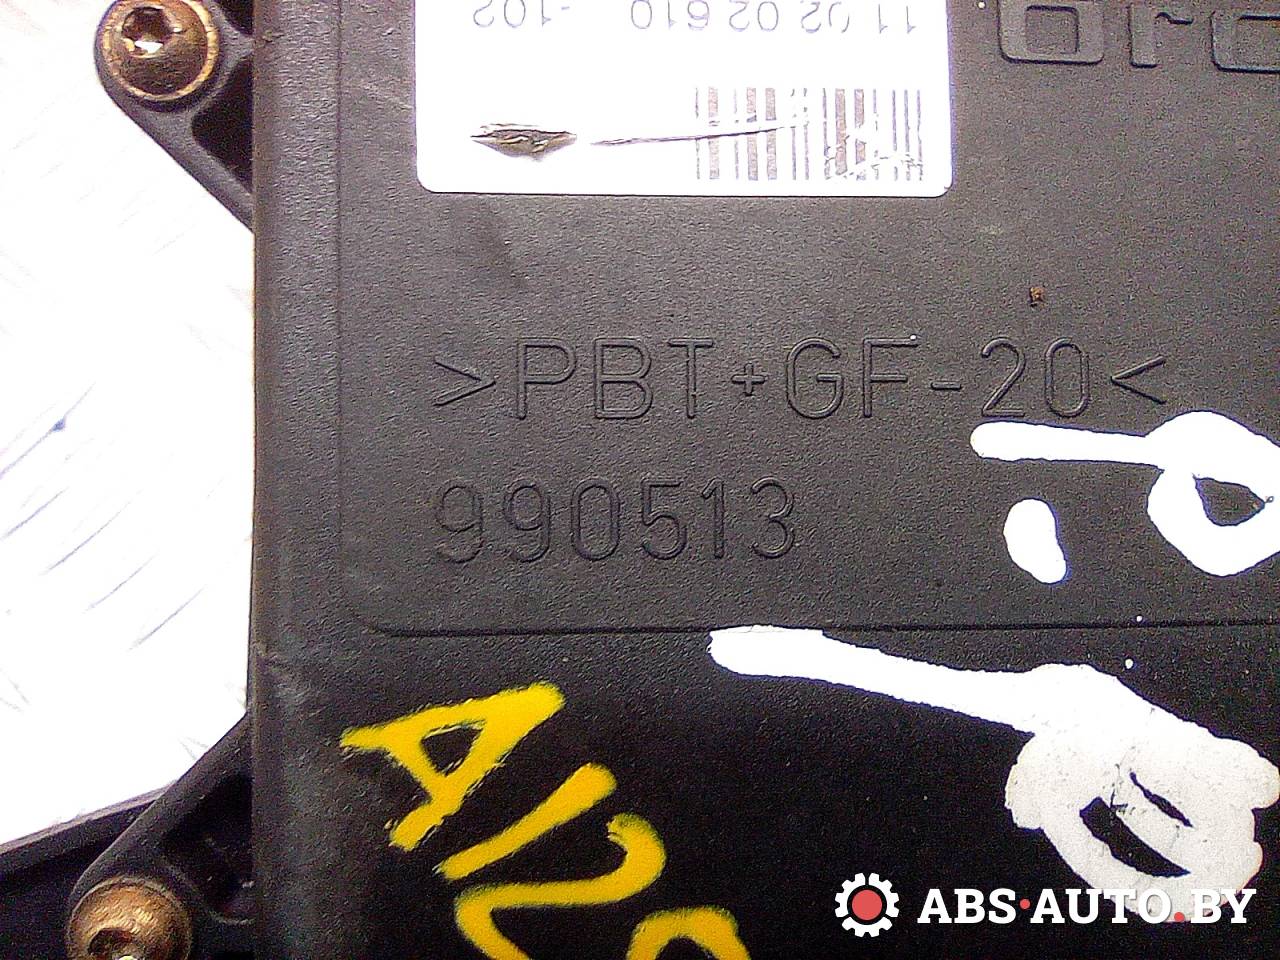 11 02 02 610 -102
>PBT+GF-20<
990513
ABS·AUTO.BY